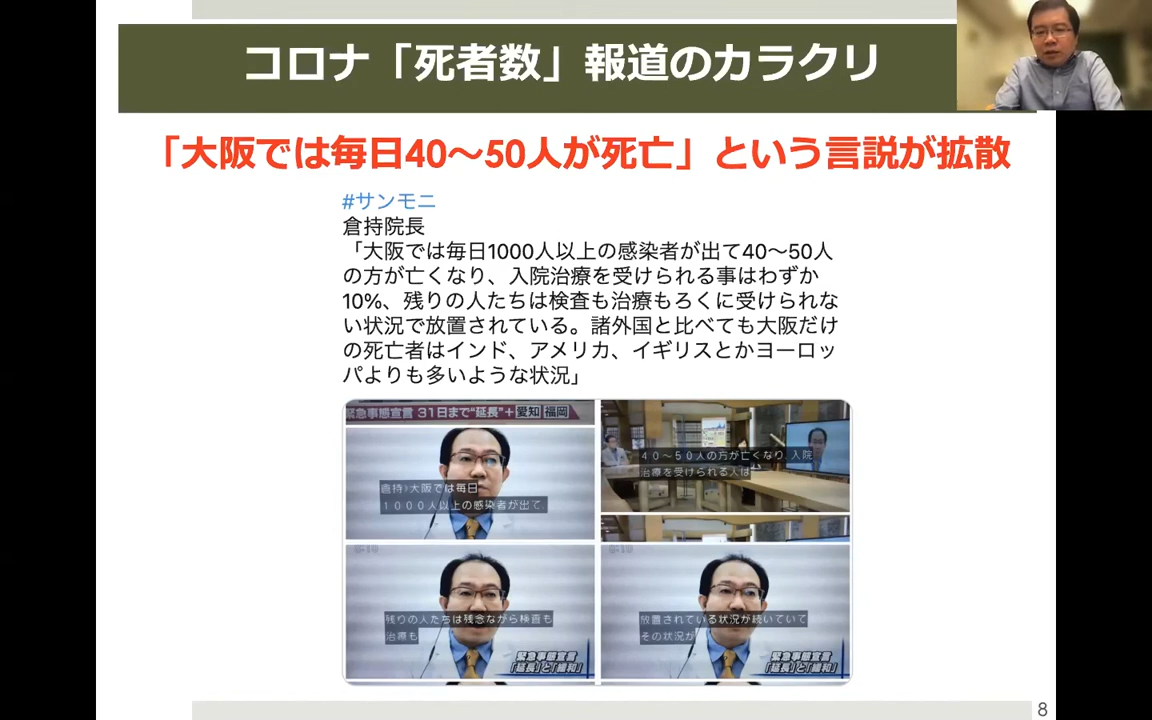 コロナ「死者数」報道のカラクリ
「大阪では毎日40〜50人が死亡」という言説が拡散
#サンモニ
倉持院長
「大阪では毎日1000人以上の感染者が出て40〜50人
の方が亡くなり、入院治療を受けられる事はわずか
10%、残りの人たちは検査も治療もろくに受けられな
い状況で放置されている。諸外国と比べても大阪だけ
の死亡者はインド、アメリカ、イギリスとかヨーロッ
パよりも多いような状況」
緊急事態宣言 31日まで“延長”+愛知 福岡
倉持》大阪では毎日
１０００人以上の感染者が出て、
４０〜５０人の方が亡くなり、入院
治療を受けられる人は
残りの人たちは残念ながら検査も
治療も
緊急事態宣言
「延長」と「緩和」
放置されている状況が続いていて
その状況が
緊急事態宣言
「延長」と「緩和」
8